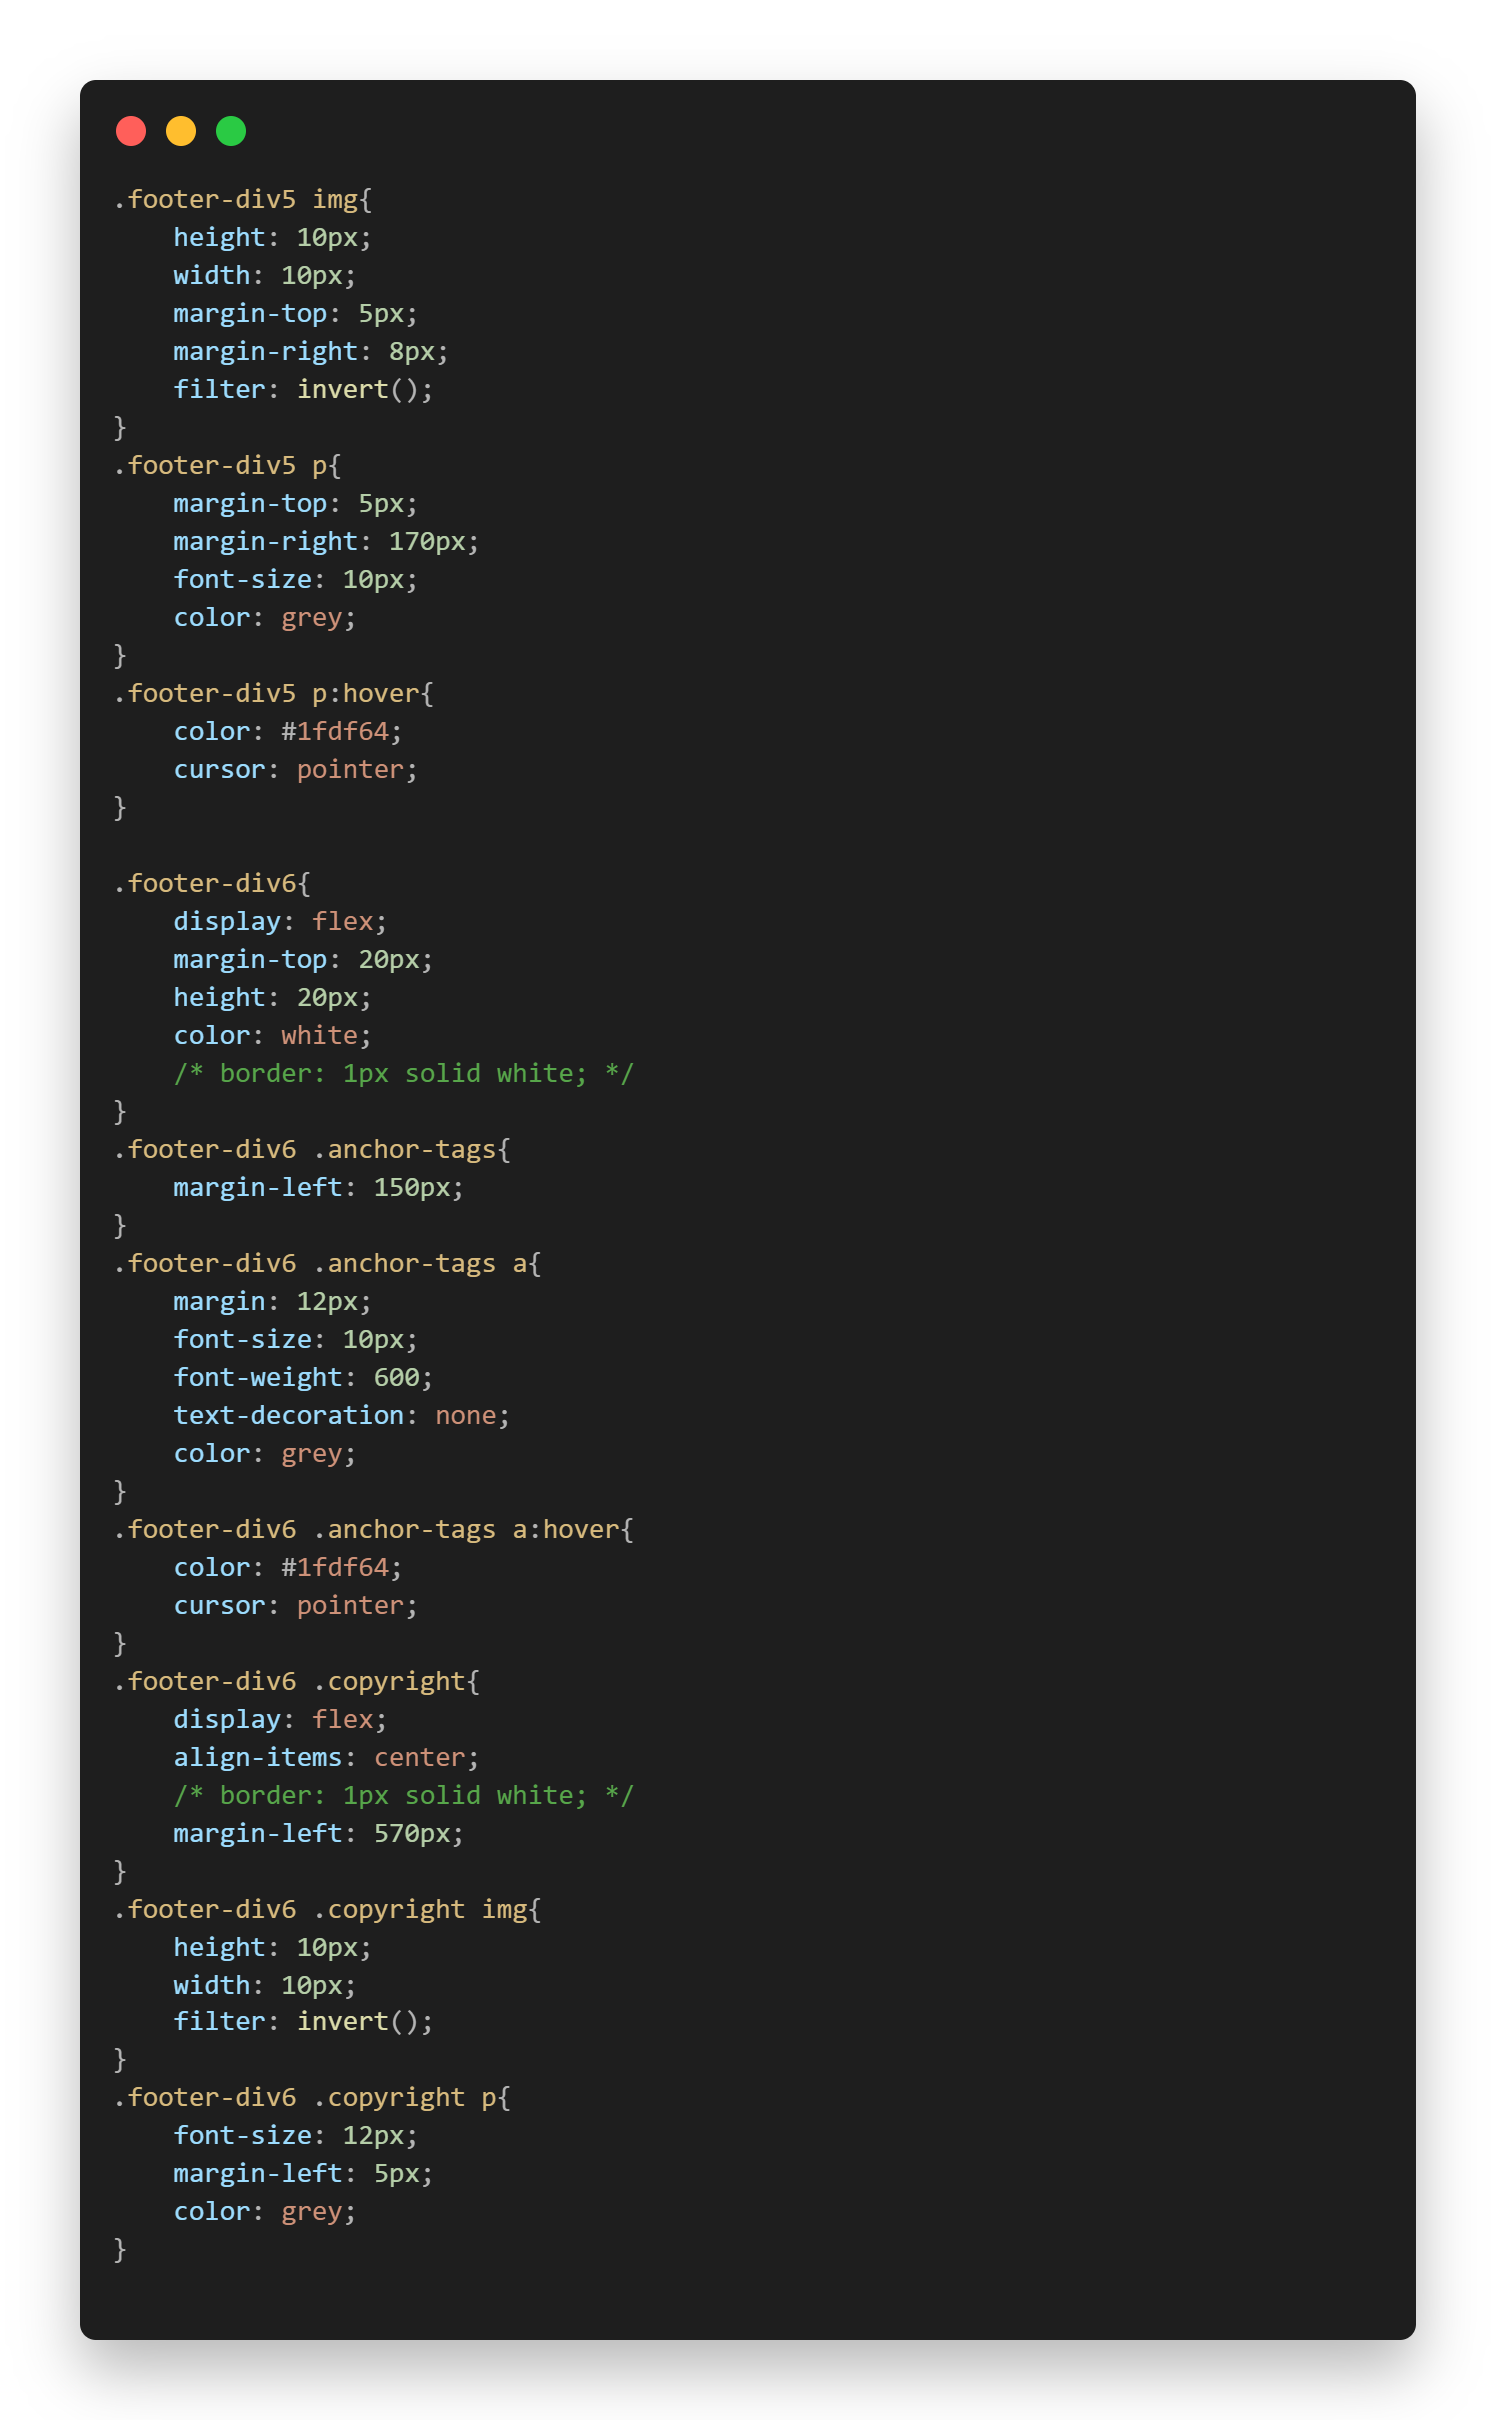 .footer-div5 img{
    height: 10px;
    width: 10px;
    margin-top: 5px;
    margin-right: 8px;
    filter: invert();
}
.footer-div5 p{
    margin-top: 5px;
    margin-right: 170px;
    font-size: 10px;
    color: grey;
}
.footer-div5 p:hover{
    color: #1fdf64;
    cursor: pointer;
}

.footer-div6{
    display: flex;
    margin-top: 20px;
    height: 20px;
    color: white;
    /* border: 1px solid white; */
}
.footer-div6 .anchor-tags{
    margin-left: 150px;
}
.footer-div6 .anchor-tags a{
    margin: 12px;
    font-size: 10px;
    font-weight: 600;
    text-decoration: none;
    color: grey;
}
.footer-div6 .anchor-tags a:hover{
    color: #1fdf64;
    cursor: pointer;
}
.footer-div6 .copyright{
    display: flex;
    align-items: center;
    /* border: 1px solid white; */
    margin-left: 570px;
}
.footer-div6 .copyright img{
    height: 10px;
    width: 10px;
    filter: invert();
}
.footer-div6 .copyright p{
    font-size: 12px;
    margin-left: 5px;
    color: grey;
}